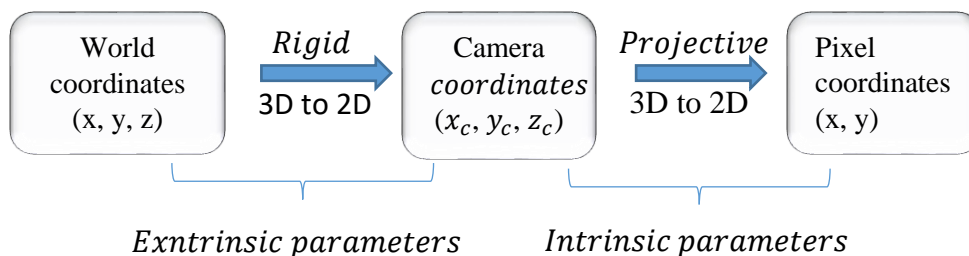 World
coordinates
(x, y, z)
Rigid
3D to 2D
Camera
coordinates
(x_c, y_c, z_c)
Projective
3D to 2D
Pixel
coordinates
(x, y)
Exntrinsic parameters
Intrinsic parameters